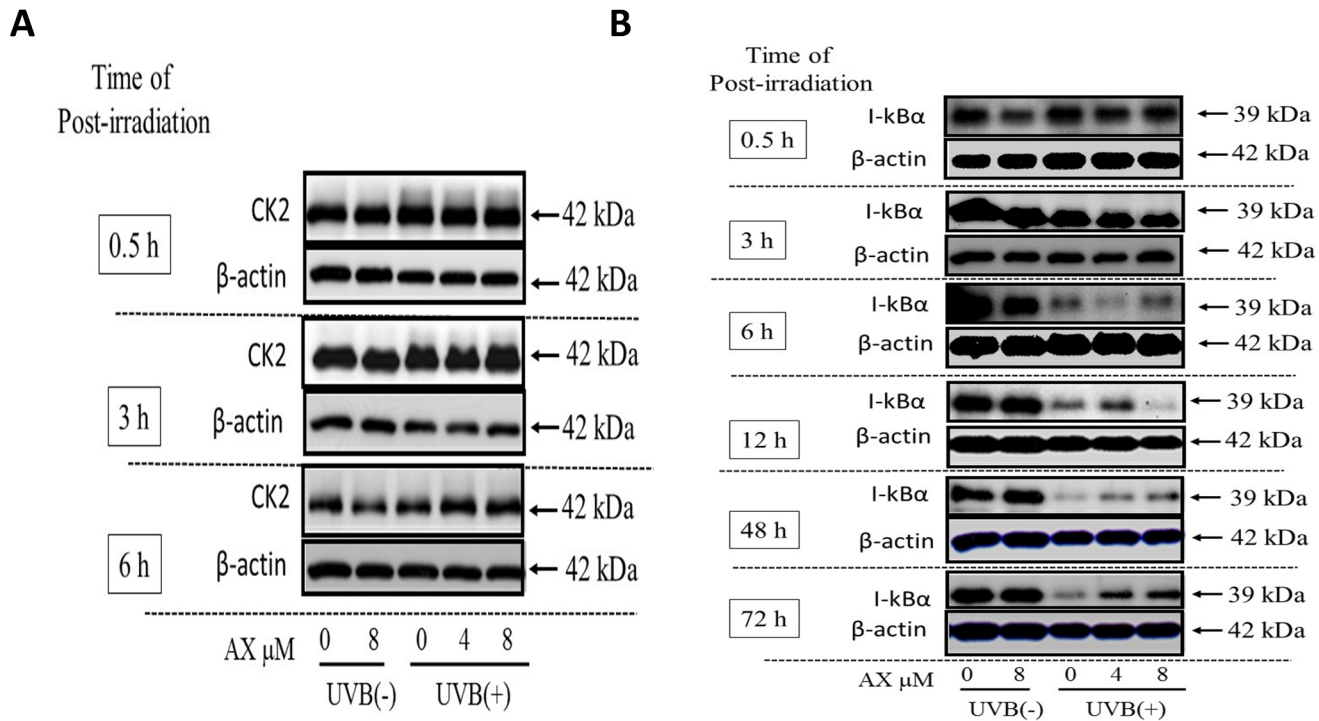 A
Time of
Post-irradiation
0.5 h
CK2
←42 kDa
β-actin
←42 kDa
3 h
CK2
←42 kDa
β-actin
←42 kDa
6 h
CK2
←42 kDa
β-actin
←42 kDa
AX μM 0 8 0 4 8
UVB(-) UVB(+)
B
Time of
Post-irradiation
0.5 h
I-kBα
←39 kDa
β-actin
←42 kDa
3 h
I-kBα
←39 kDa
β-actin
←42 kDa
6 h
I-kBα
←39 kDa
β-actin
←42 kDa
12 h
I-kBα
←39 kDa
β-actin
←42 kDa
48 h
I-kBα
←39 kDa
β-actin
←42 kDa
72 h
I-kBα
←39 kDa
β-actin
←42 kDa
AX μM 0 8 0 4 8
UVB(-) UVB(+)